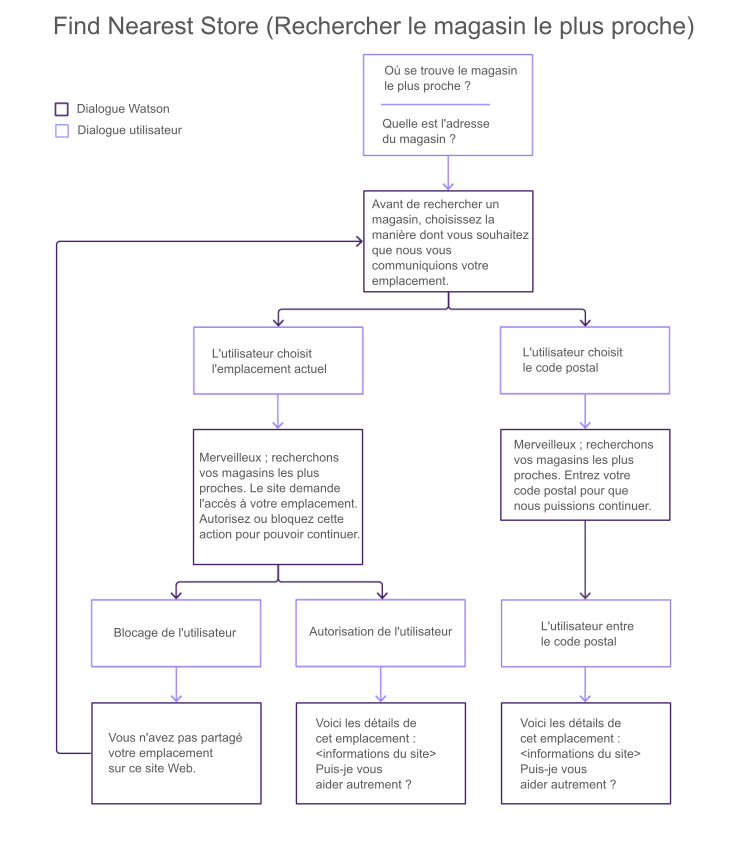 Find Nearest Store (Rechercher le magasin le plus proche)
Où se trouve le magasin
le plus proche ?
Quelle est l'adresse
du magasin ?
Dialogue Watson
Dialogue utilisateur
Avant de rechercher un
magasin, choisissez la
manière dont vous souhaitez
que nous vous
communiquions votre
emplacement.
L'utilisateur choisit
l'emplacement actuel
L'utilisateur choisit
le code postal
Merveilleux ; recherchons
vos magasins les plus
proches. Le site demande
l'accès à votre emplacement.
Autorisez ou bloquez cette
action pour pouvoir continuer.
Merveilleux ; recherchons
vos magasins les plus
proches. Entrez votre
code postal pour que
nous puissions continuer.
Blocage de l'utilisateur
Autorisation de l'utilisateur
L'utilisateur entre
le code postal
Vous n'avez pas partagé
votre emplacement
sur ce site Web.
Voici les détails de
cet emplacement :
<informations du site>
Puis-je vous
aider autrement ?
Voici les détails de
cet emplacement :
<informations du site>
Puis-je vous
aider autrement ?